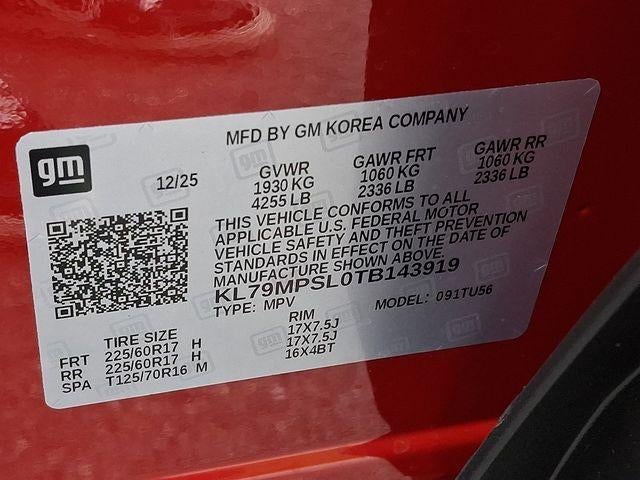 MFD BY GM KOREA COMPANY
gm
12/25
GVWR GAWR FRT GAWR RR
1930 KG 1060 KG 1060 KG
4255 LB 2336 LB 2336 LB
THIS VEHICLE CONFORMS TO ALL
APPLICABLE U.S. FEDERAL MOTOR
VEHICLE SAFETY AND THEFT PREVENTION
STANDARDS IN EFFECT ON THE DATE OF
MANUFACTURE SHOWN ABOVE.
KL79MPSL0TB143919
TYPE: MPV MODEL: 091TU56
TIRE SIZE RIM
FRT 225/60R17 H 17X7.5J
RR 225/60R17 H 17X7.5J
SPA T125/70R16 M 16X4BT